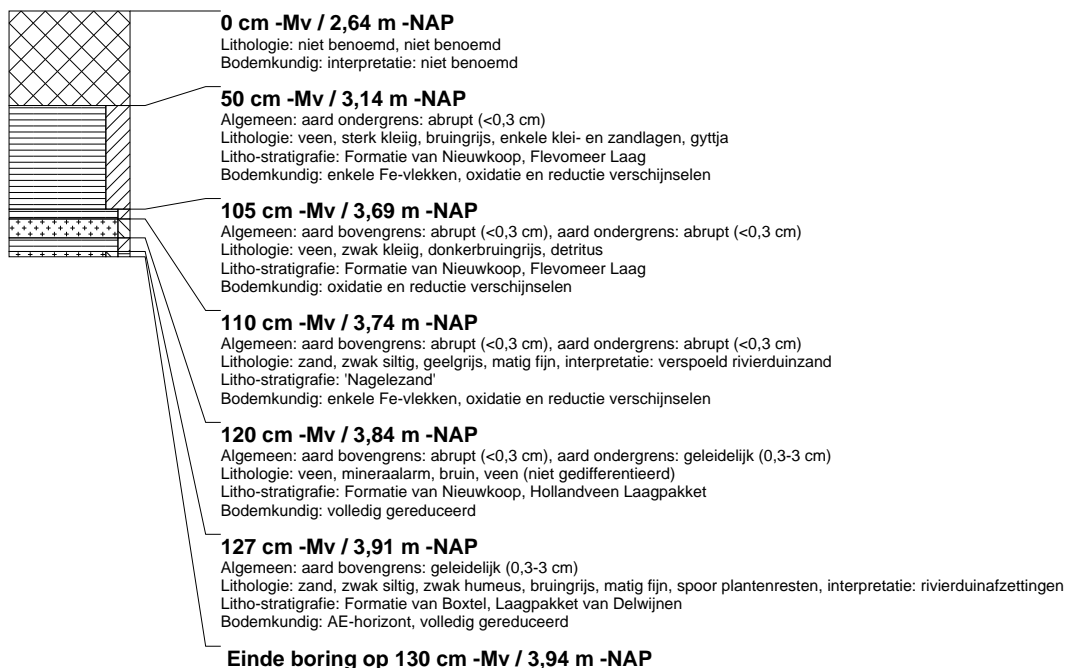 0 cm -Mv / 2,64 m -NAP
Lithologie: niet benoemd, niet benoemd
Bodemkundig: interpretatie: niet benoemd
50 cm -Mv / 3,14 m -NAP
Algemeen: aard ondergrens: abrupt (<0,3 cm)
Lithologie: veen, sterk kleiig, bruingrijs, enkele klei- en zandlagen, gyttja
Litho-stratigrafie: Formatie van Nieuwkoop, Flevomeer Laag
Bodemkundig: enkele Fe-vlekken, oxidatie en reductie verschijnselen
105 cm -Mv / 3,69 m -NAP
Algemeen: aard bovengrens: abrupt (<0,3 cm), aard ondergrens: abrupt (<0,3 cm)
Lithologie: veen, zwak kleiig, donkerbruingrijs, detritus
Litho-stratigrafie: Formatie van Nieuwkoop, Flevomeer Laag
Bodemkundig: oxidatie en reductie verschijnselen
110 cm -Mv / 3,74 m -NAP
Algemeen: aard bovengrens: abrupt (<0,3 cm), aard ondergrens: abrupt (<0,3 cm)
Lithologie: zand, zwak siltig, geelgrijs, matig fijn, interpretatie: verspoeld rivierduinzand
Litho-stratigrafie: 'Nagelezand'
Bodemkundig: enkele Fe-vlekken, oxidatie en reductie verschijnselen
120 cm -Mv / 3,84 m -NAP
Algemeen: aard bovengrens: abrupt (<0,3 cm), aard ondergrens: geleidelijk (0,3-3 cm)
Lithologie: veen, mineraalarm, bruin, veen (niet gedifferentieerd)
Litho-stratigrafie: Formatie van Nieuwkoop, Hollandveen Laagpakket
Bodemkundig: volledig gereduceerd
127 cm -Mv / 3,91 m -NAP
Algemeen: aard bovengrens: geleidelijk (0,3-3 cm)
Lithologie: zand, zwak siltig, zwak humeus, bruingrijs, matig fijn, spoor plantenresten, interpretatie: rivierduinafzettingen
Litho-stratigrafie: Formatie van Boxtel, Laagpakket van Delwijnen
Bodemkundig: AE-horizont, volledig gereduceerd
Einde boring op 130 cm -Mv / 3,94 m -NAP